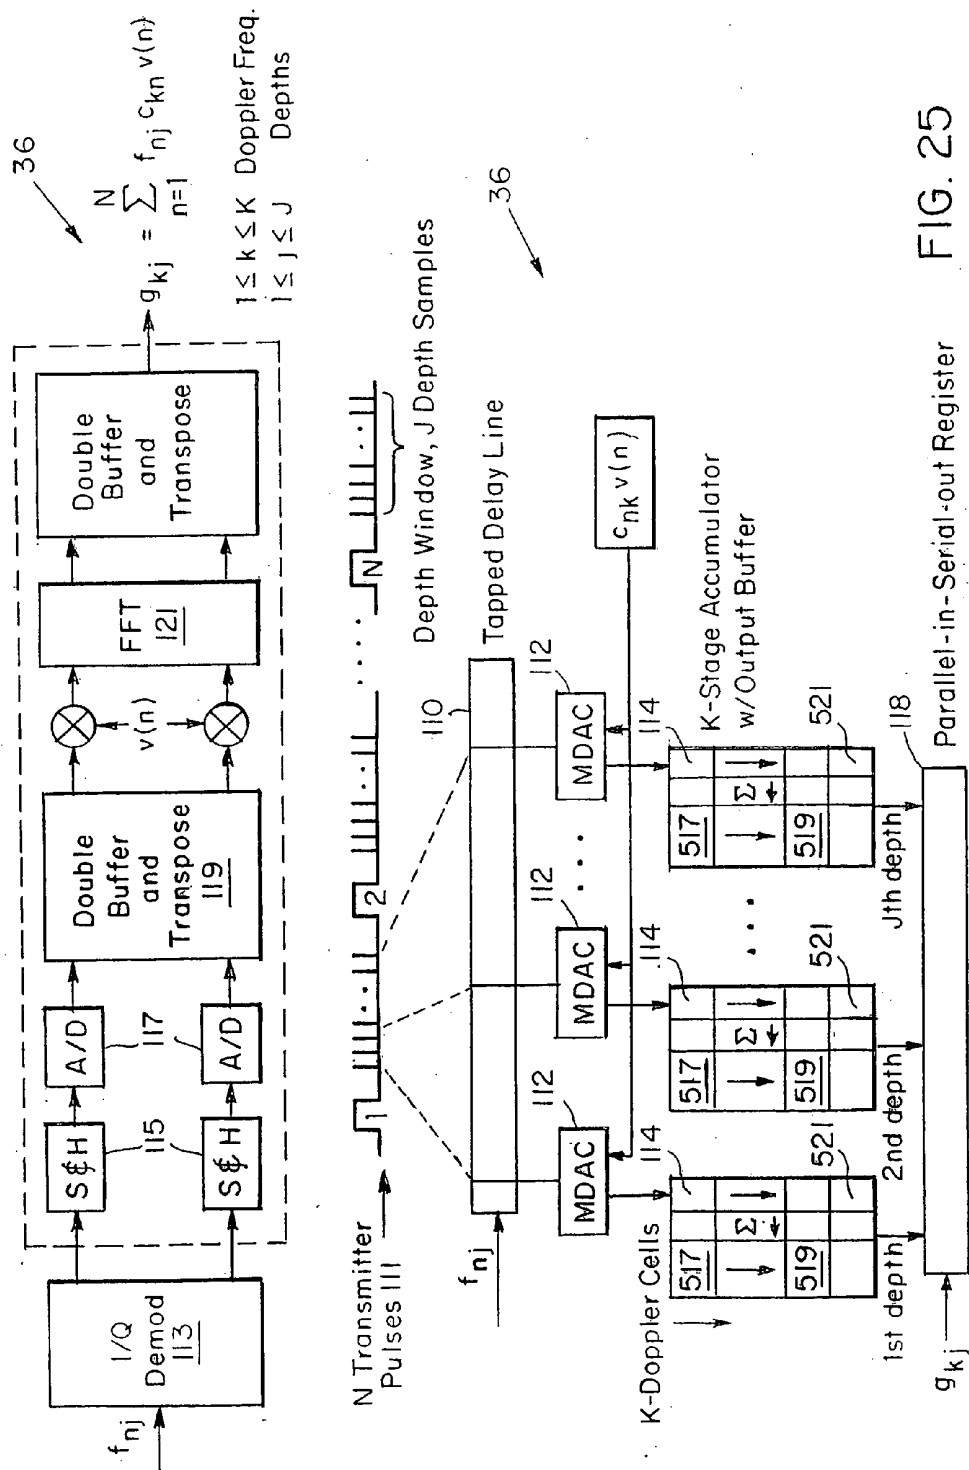 36
f_nj
I/Q
Demod
113
S&H
S&H
115
A/D
A/D
117
Double
Buffer
and
Transpose
119
v(n)
FFT
121
Double
Buffer
and
Transpose
g_kj = N Σ n=1 f_nj c_kn v(n)
1 ≤ k ≤ K Doppler Freq.
1 ≤ j ≤ J Depths
N Transmitter
Pulses 111
1
2
N
Depth Window, J Depth Samples
Tapped Delay Line
110
f_nj
36
112
112
112
MDAC
MDAC
MDAC
c_nk v(n)
K-Doppler Cells
114
114
114
K-Stage Accumulator
w/Output Buffer
517
Σ
519
521
517
Σ
519
521
517
Σ
519
521
1st depth
2nd depth
Jth depth
118
g_kj
Parallel-in-Serial-out Register
FIG. 25